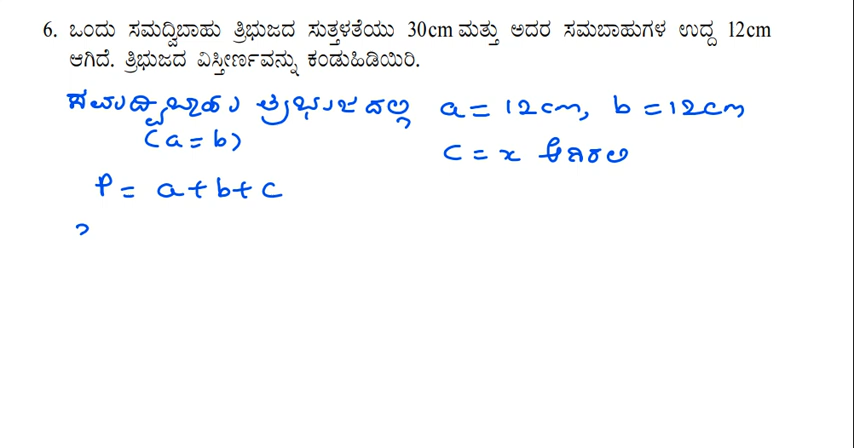 6. ಒಂದು ಸಮದ್ವಿಬಾಹು ತ್ರಿಭುಜದ ಸುತ್ತಳತೆಯು 30cm ಮತ್ತು ಅದರ ಸಮಬಾಹುಗಳ ಉದ್ದ 12cm
ಆಗಿದೆ. ತ್ರಿಭುಜದ ವಿಸ್ತೀರ್ಣವನ್ನು ಕಂಡುಹಿಡಿಯಿರಿ.
ಸಮದ್ವಿಬಾಹು ತ್ರಿಭುಜದಲ್ಲಿ a = 12cm, b = 12cm
(a = b) c = x ಆಗಿರಲಿ
P = a + b + c